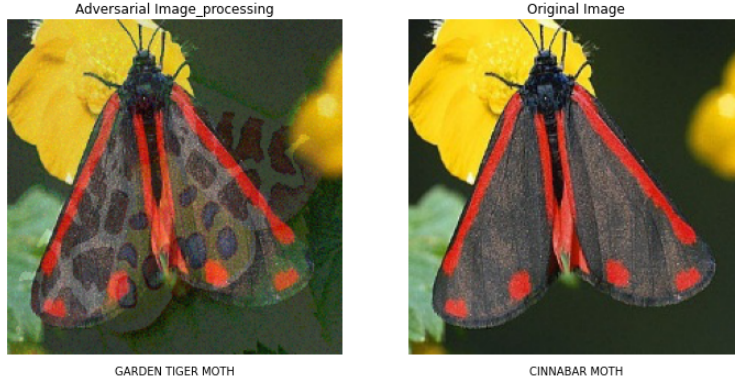 Adversarial Image_processing
Original Image
GARDEN TIGER MOTH
CINNABAR MOTH